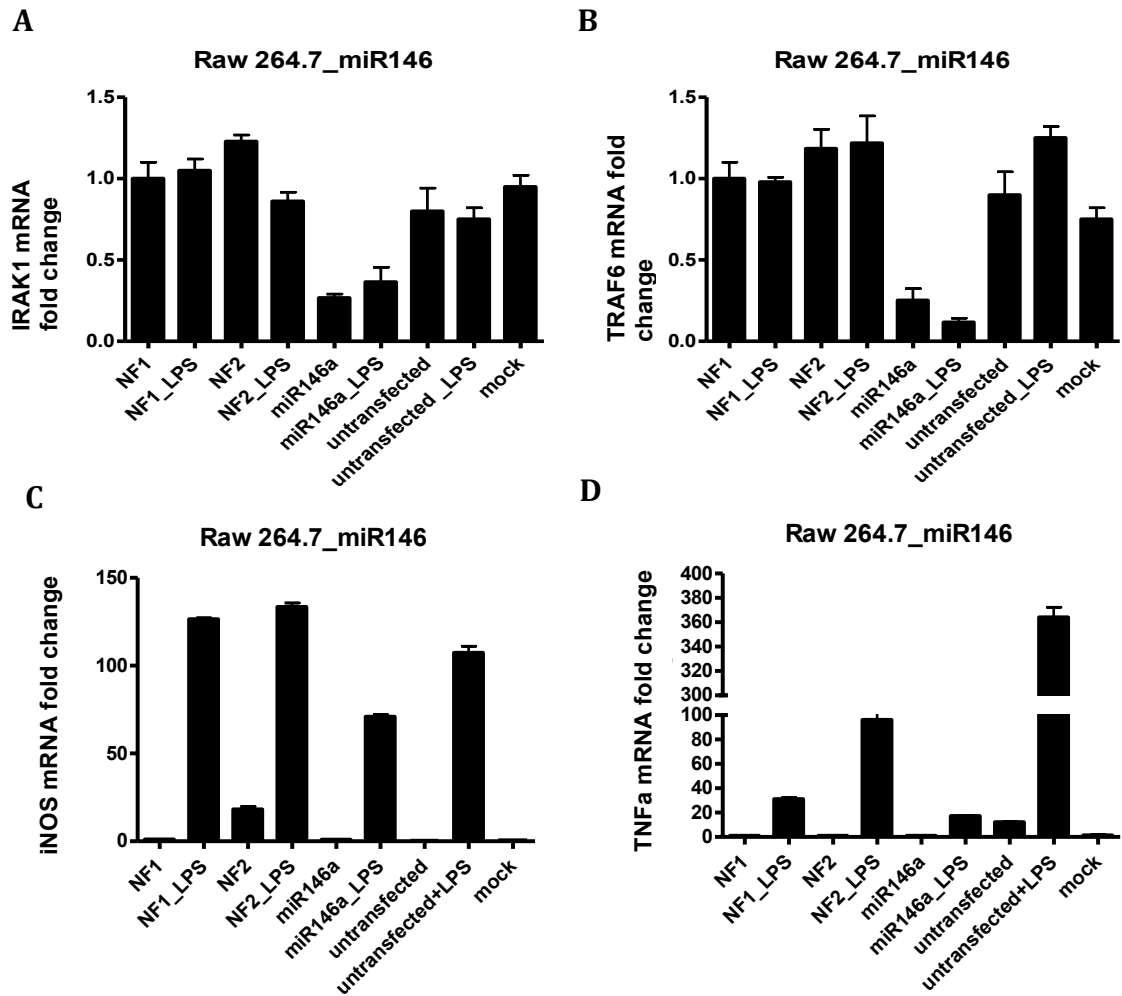 A
Raw 264.7_miR146
IRAK1 mRNA
fold change
1.5
1.0
0.5
0.0
NF1
NF1_LPS
NF2
NF2_LPS
miR146a
miR146a_LPS
untransfected
untransfected _LPS
mock
B
Raw 264.7_miR146
TRAF6 mRNA fold
change
1.5
1.0
0.5
0.0
NF1
NF1_LPS
NF2
NF2_LPS
miR146a
miR146a_LPS
untransfected
untransfected_LPS
mock
C
Raw 264.7_miR146
iNOS mRNA fold change
150
100
50
0
NF1
NF1_LPS
NF2
NF2_LPS
miR146a
miR146a_LPS
untransfected
untransfected+LPS
mock
D
Raw 264.7_miR146
TNFa mRNA fold change
400
380
360
340
320
300
100
80
60
40
20
0
NF1
NF1_LPS
NF2
NF2_LPS
miR146a
miR146a_LPS
untransfected
untransfected+LPS
mock